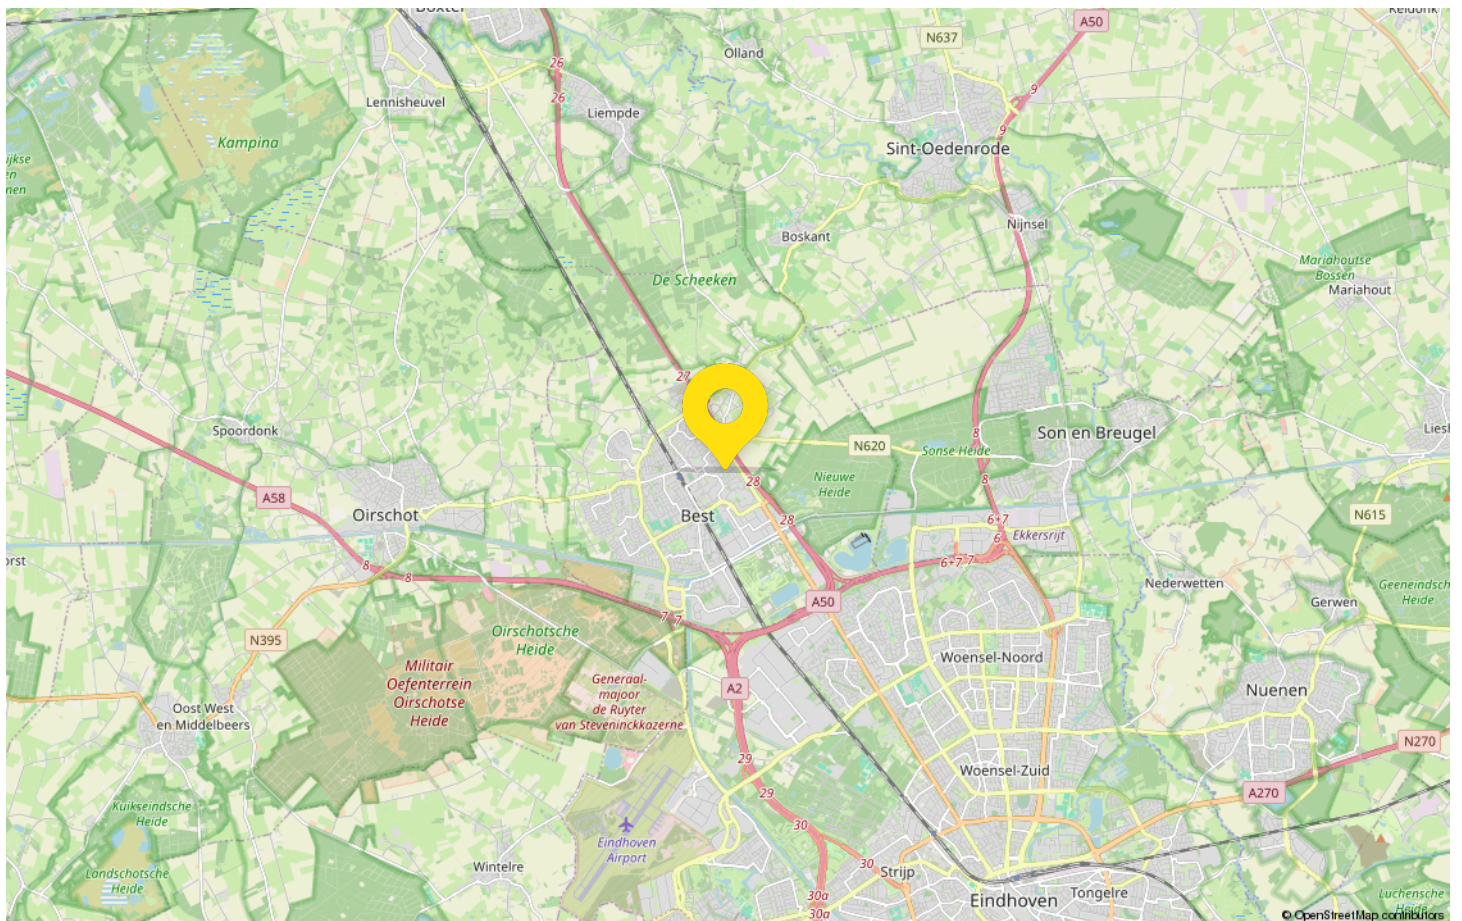 Boxtel
A50
Keldonk
N637
Olland
26
9
26
Lennisheuvel
Liempde
9
Kampina
Sint-Oedenrode
Nijnsel
Boskant
De Scheeken
Mariahoutse
Bossen
Mariahout
27
Spoordonk
8
Son en Breugel
N620
Sonse Heide
Nieuwe
Heide
8
28
A58
Oirschot
Best
28
6+7
6
Ekkersrijt
N615
6+7
7
8
8
Nederwetten
Geeneindsch
Heide
A50
Gerwen
7
7
N395
Oirschotsche
Heide
Woensel-Noord
Militair
Oefenterrein
Oirschotse
Heide
Generaal-
majoor
de Ruyter
van Steveninckkazerne
A2
Nuenen
Oost West
en Middelbeers
N270
29
Woensel-Zuid
29
A270
Kuikseindsche
Heide
30
Eindhoven
Airport
30
Wintelre
Landschotsche
Heide
Strijp
30a
Eindhoven
Tongelre
Luchensche
Heide
30a
© OpenStreetMap contributors